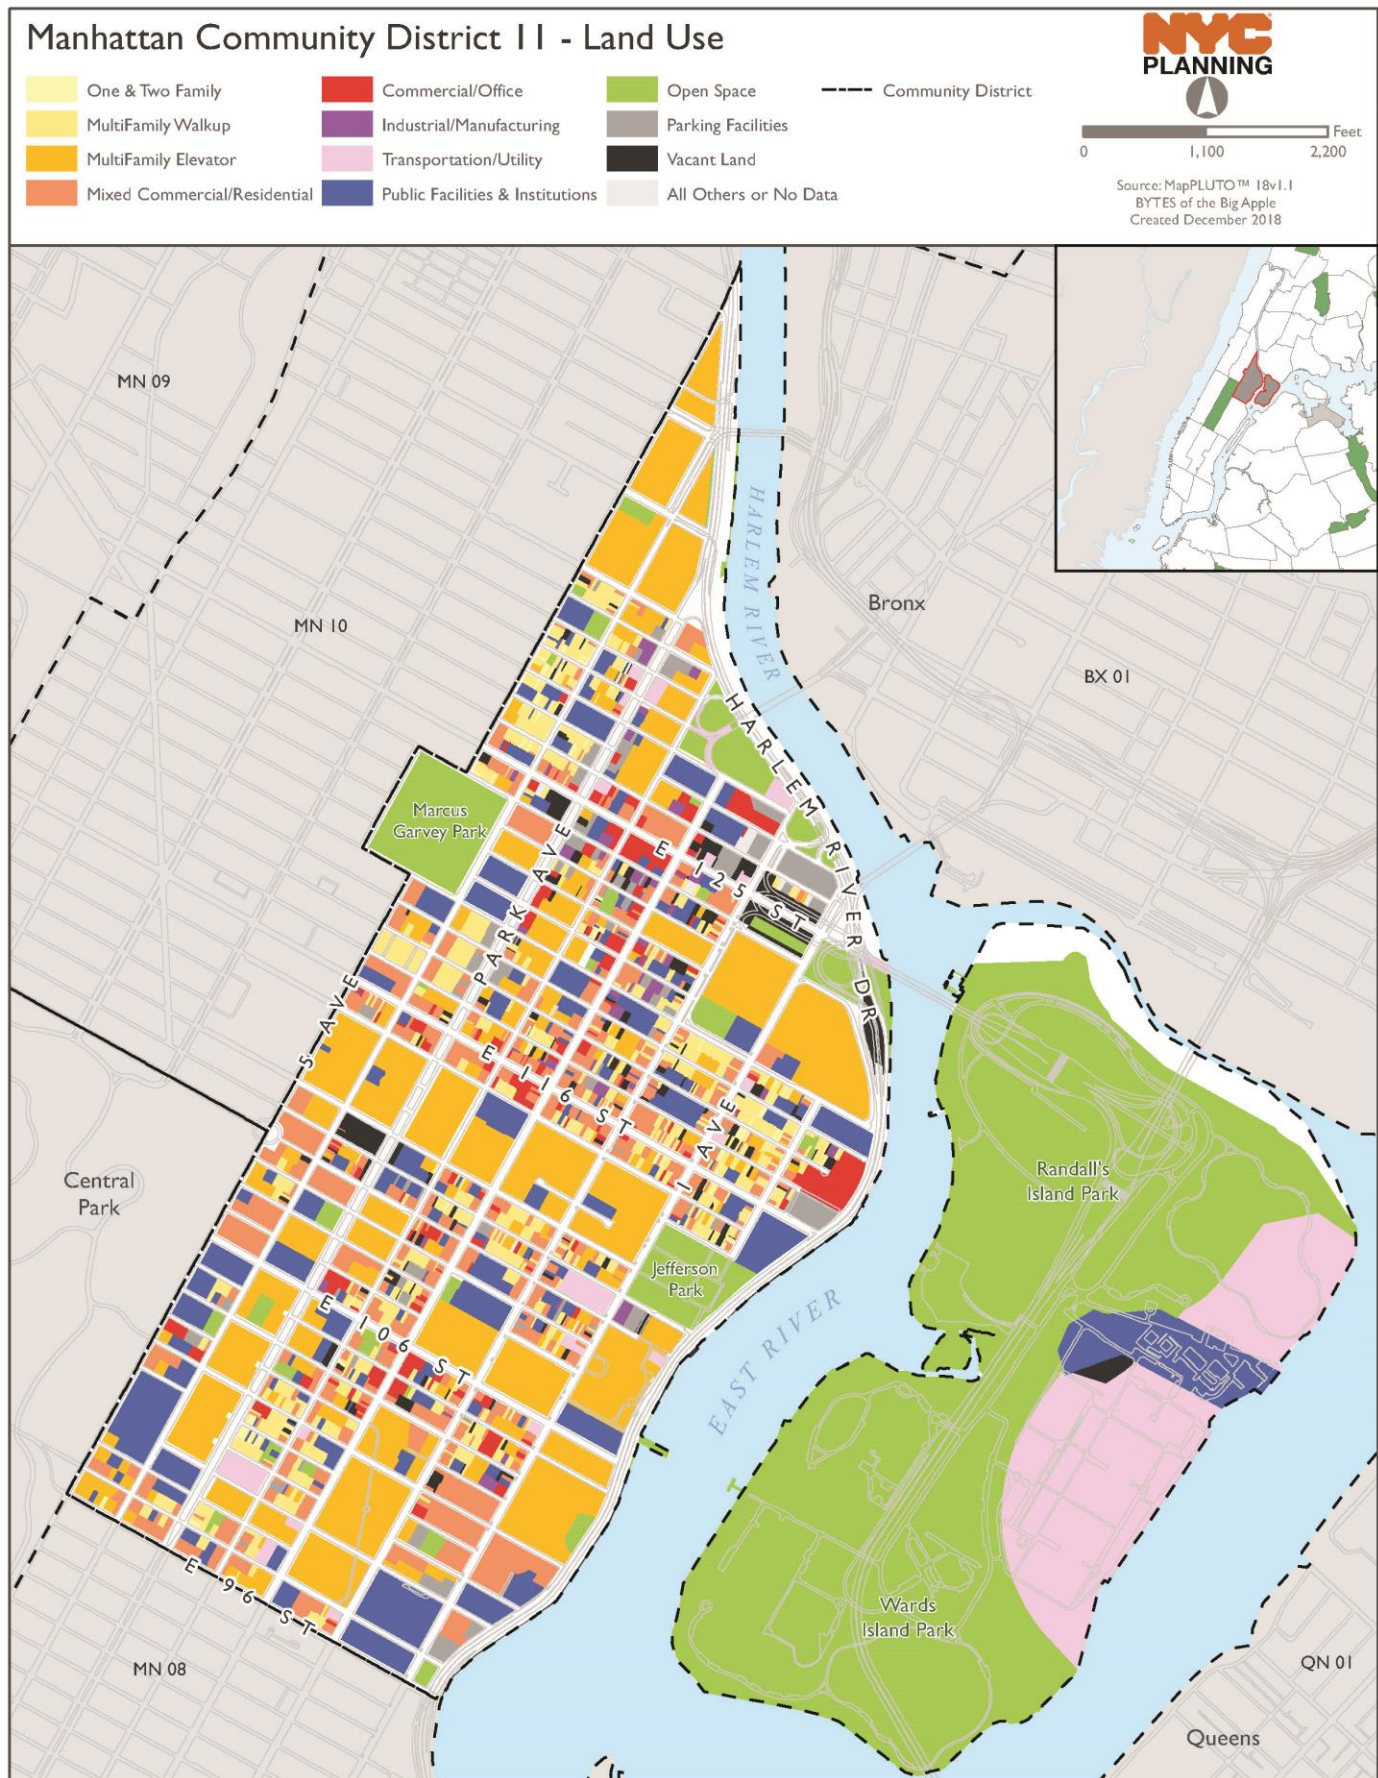 Manhattan Community District 11 - Land Use
One & Two Family
MultiFamily Walkup
MultiFamily Elevator
Mixed Commercial/Residential
Commercial/Office
Industrial/Manufacturing
Transportation/Utility
Public Facilities & Institutions
Open Space
Parking Facilities
Vacant Land
All Others or No Data
Community District
NYC
PLANNING
Feet
0 1,100 2,200
Source: MapPLUTO™ 18v1.1
BYTES of the Big Apple
Created December 2018
MN 09
MN 10
HARLEM RIVER
Bronx
BX 01
HARLEM RIVER DR
Marcus
Garvey Park
PARK AVE
E 125 ST
5 AVE
E 116 ST
1 AVE
Central
Park
Randall's
Island Park
Jefferson
Park
E 106 ST
EAST RIVER
E 96 ST
Wards
Island Park
MN 08
QN 01
Queens